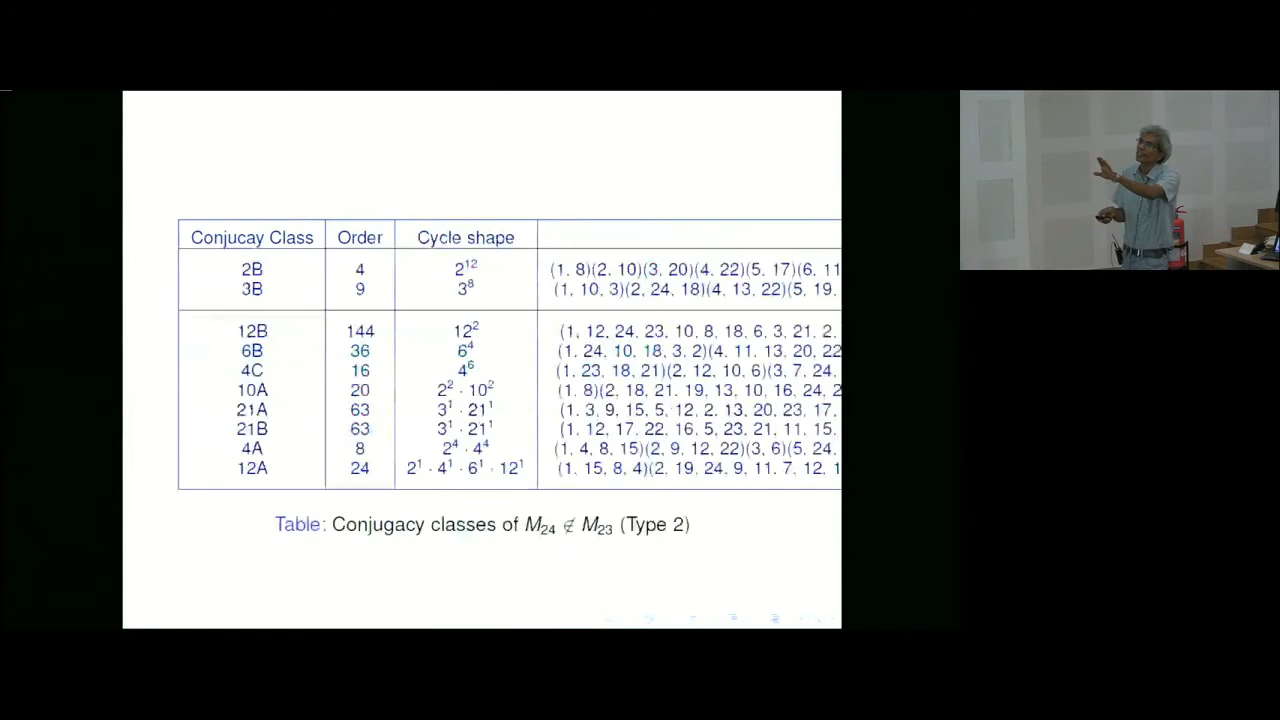 Conjucay Class Order Cycle shape
2B 4 2^12 (1. 8)(2. 10)(3, 20)(4. 22)(5. 17)(6. 11
3B 9 3^8 (1, 10, 3)(2, 24, 18)(4, 13, 22)(5, 19,
12B 144 12^2 (1, 12, 24, 23, 10, 8, 18, 6, 3, 21, 2,
6B 36 6^4 (1. 24, 10. 18, 3. 2)(4. 11. 13, 20, 22
4C 16 4^6 (1, 23, 18, 21)(2, 12, 10, 6)(3, 7, 24,
10A 20 2^2 · 10^2 (1. 8)(2, 18, 21. 19, 13, 10, 16, 24, 2
21A 63 3^1 · 21^1 (1. 3, 9, 15, 5, 12, 2. 13, 20, 23, 17,
21B 63 3^1 · 21^1 (1. 12, 17, 22, 16, 5, 23, 21, 11, 15,
4A 8 2^4 · 4^4 (1, 4, 8, 15)(2, 9, 12, 22)(3, 6)(5, 24,
12A 24 2^1 · 4^1 · 6^1 · 12^1 (1, 15, 8, 4)(2. 19, 24, 9, 11. 7, 12, 1
Table: Conjugacy classes of M24 ∉ M23 (Type 2)